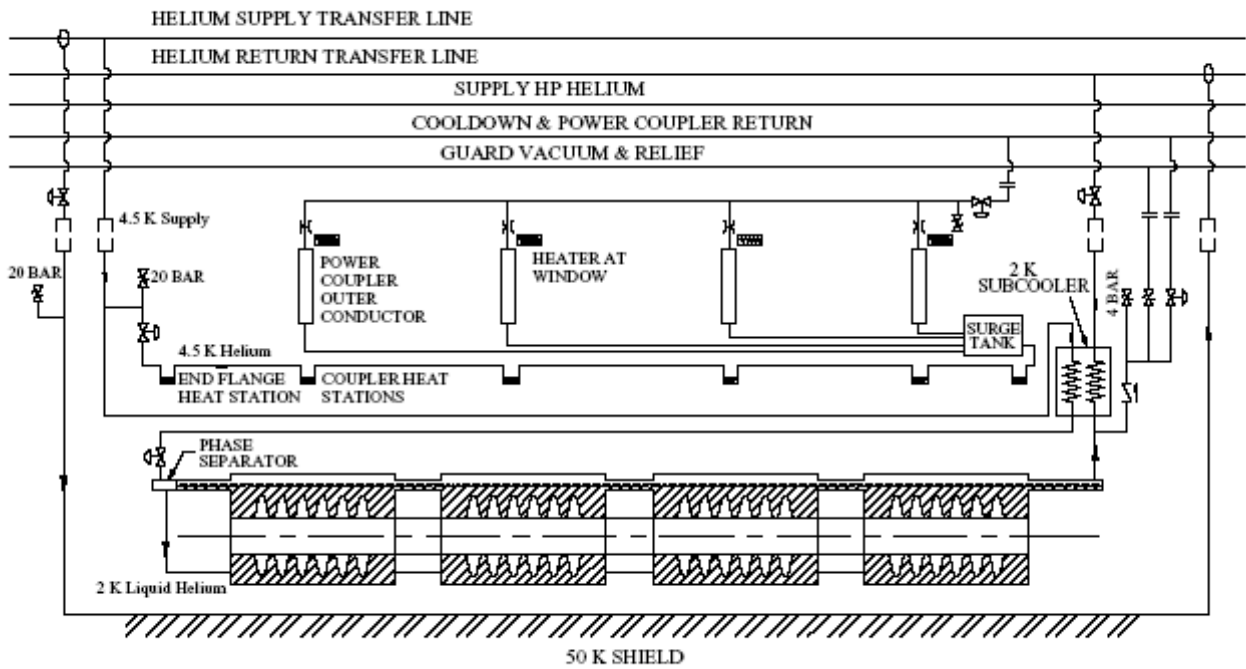 HELIUM SUPPLY TRANSFER LINE
HELIUM RETURN TRANSFER LINE
SUPPLY HP HELIUM
COOLDOWN & POWER COUPLER RETURN
GUARD VACUUM & RELIEF
4.5 K Supply
20 BAR
20 BAR
POWER
COUPLER
OUTER
CONDUCTOR
HEATER AT
WINDOW
2 K
SUBCOOLER
4 BAR
SURGE
TANK
4.5 K Helium
END FLANGE
HEAT STATION
COUPLER HEAT
STATIONS
PHASE
SEPARATOR
2 K Liquid Helium
50 K SHIELD